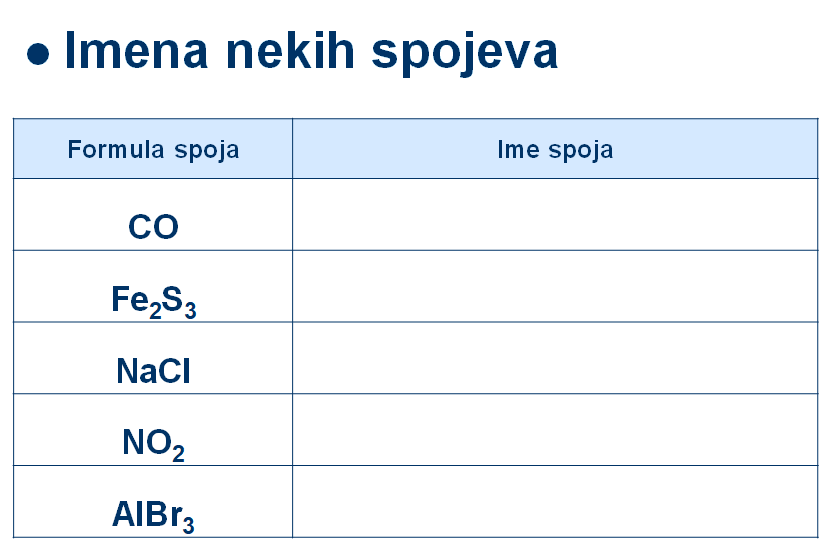 ● Imena nekih spojeva
Formula spoja Ime spoja
CO
Fe₂S₃
NaCl
NO₂
AlBr₃